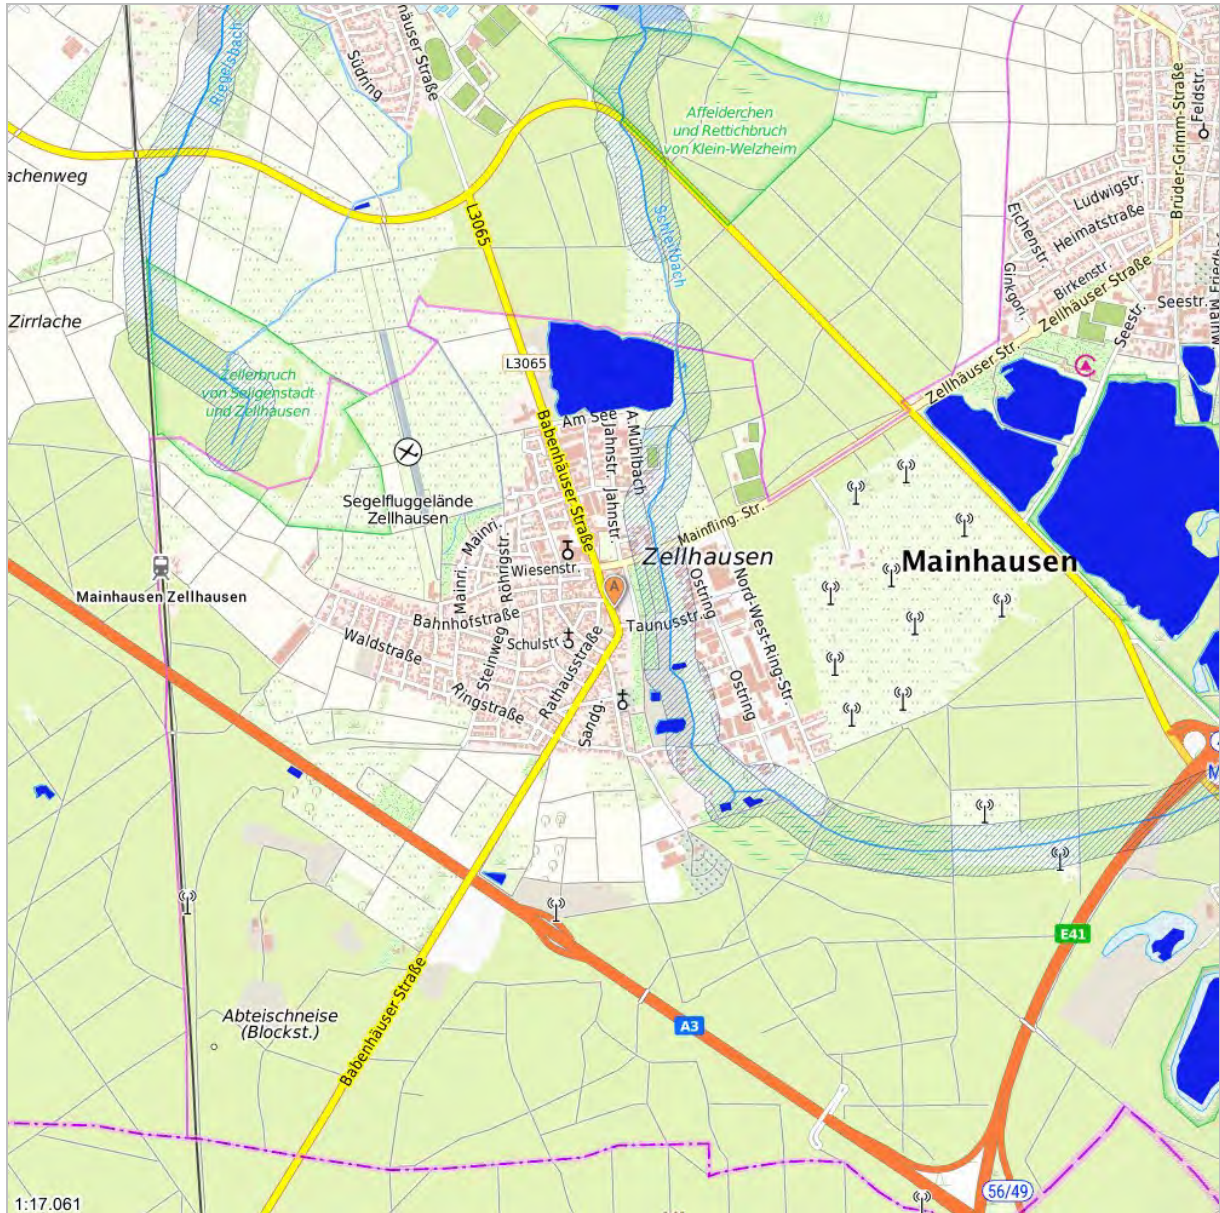 Riegelsbach
Südring
näuser Straße
Affelderchen
und Rettichbruch
von Klein-Welzheim
Feldstr.
Brüder-Grimm-Straße
achenweg
L3065
Schleifbach
Ludwigstr.
Eichenstr.
Heimatstraße
Birkenstr.
Ginkgori.
Zellhäuser Straße
Seestr.
Seestr.
Zirrlache
Zellerbruch
von Seligenstadt
und Zellhausen
L3065
Zellhäuser Str.
Babenhäuser Straße
Am See
Jahnstr.
A.Mühlbach
Jahnstr.
Segelfluggelände
Zellhausen
Mainfling. Str.
Mainri.
Mainri.
Röhrigstr.
Wiesenstr.
Zellhausen
Mainhausen
Mainhausen Zellhausen
A
Ostring
Nord-West-Ring-Str.
Bahnhofstraße
Taunusstr.
Waldstraße
Schulstr
Steinweg
Rathausstraße
Ringstraße
Sandg.
Ostring
M
E41
A3
Abteischneise
(Blockst.)
Babenhäuser Straße
56/49
1:17.061